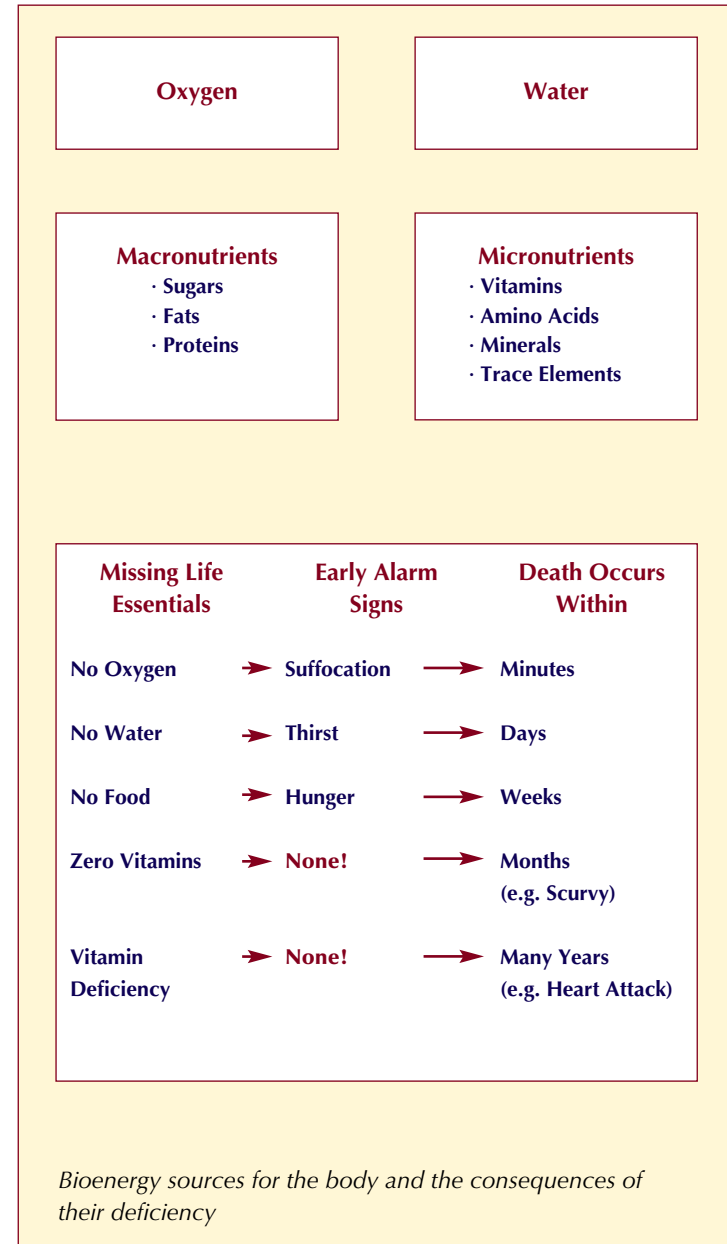 Oxygen
Water
Macronutrients
· Sugars
· Fats
· Proteins
Micronutrients
· Vitamins
· Amino Acids
· Minerals
· Trace Elements
Missing Life Essentials
Early Alarm Signs
Death Occurs Within
No Oxygen Suffocation Minutes
No Water Thirst Days
No Food Hunger Weeks
Zero Vitamins None! Months
(e.g. Scurvy)
Vitamin None! Many Years
Deficiency (e.g. Heart Attack)
Bioenergy sources for the body and the consequences of
their deficiency